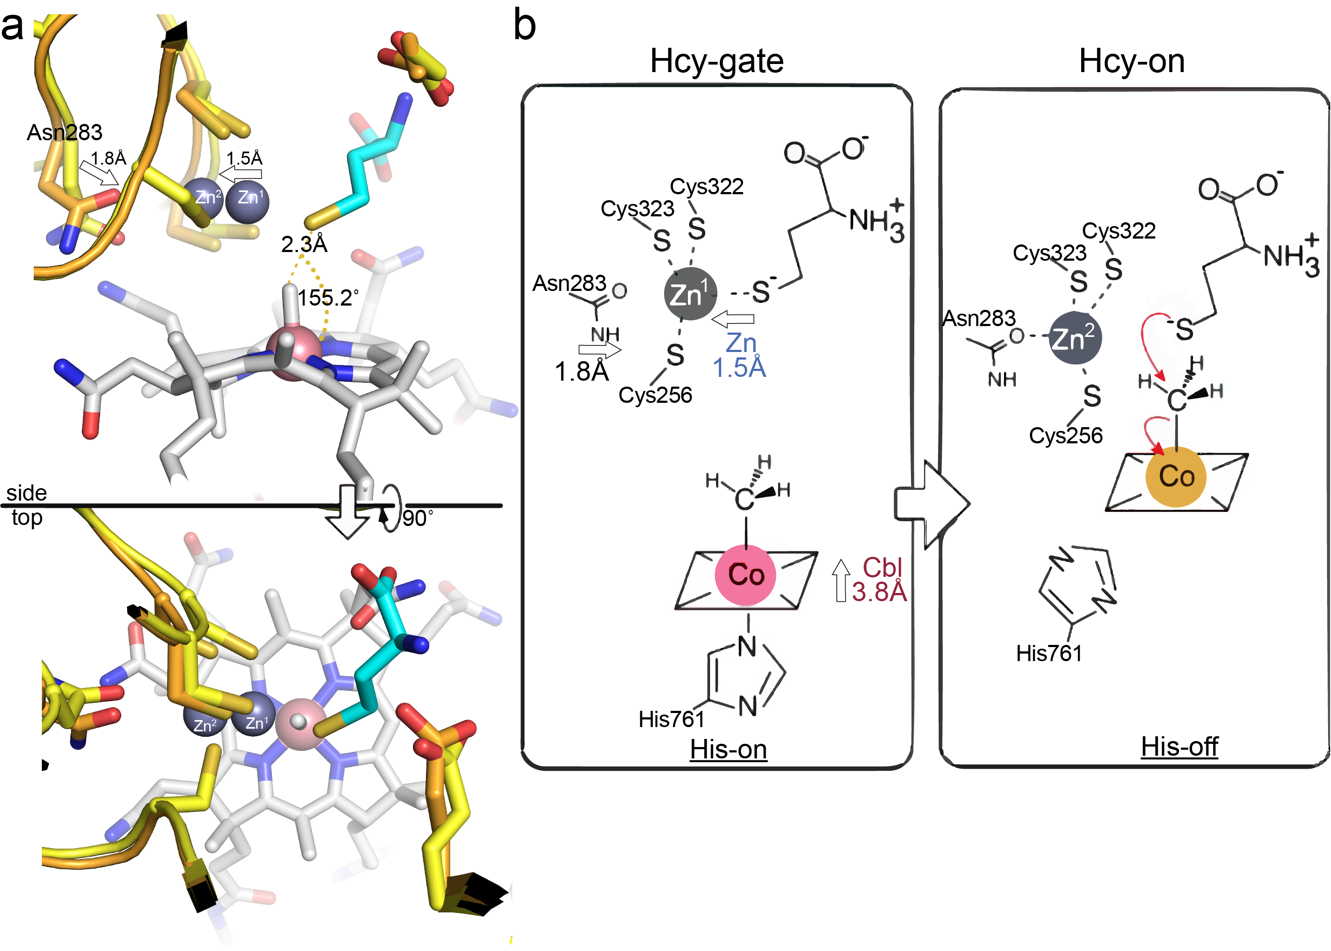 a
Asn283
1.8Å
1.5Å
Zn²
Zn¹
2.3Å
155.2°
side
top
90°
Zn²
Zn¹
b
Hcy-gate
O
O⁻
NH₃⁺
Cys322
Cys323
S
S
Asn283
O
NH
Zn¹
S⁻
1.8Å
Zn
1.5Å
S
Cys256
H
H
H
C
Co
Cbl
3.8Å
N
N
His761
His-on
Hcy-on
O
O⁻
NH₃⁺
Cys322
Cys323
S
S
Asn283
O
NH
Zn²
⁻S
S
Cys256
H
H
H
C
Co
N
N
His761
His-off